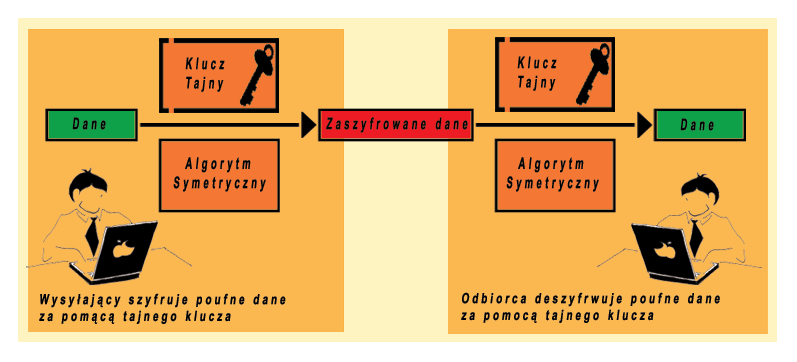 Klucz
Tajny
Dane
Zaszyfrowane dane
Algorytm
Symetryczny
Wysyłający szyfruje poufne dane
za pomącą tajnego klucza
Klucz
Tajny
Dane
Algorytm
Symetryczny
Odbiorca deszyfrwuje poufne dane
za pomocą tajnego klucza